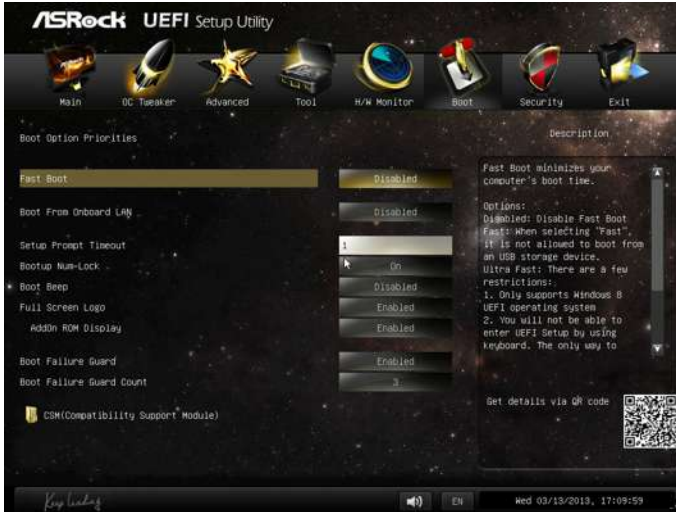 ASRock UEFI Setup Utility
Main OC Tweaker Advanced Tool H/W Monitor Boot Security Exit
Boot Option Priorities
Description
Fast Boot Disabled
Fast Boot minimizes your
computer's boot time.
Boot From Onboard LAN Disabled
Options:
Disabled: Disable Fast Boot
Fast: When selecting "Fast",
it is not allowed to boot from
an USB storage device.
Ultra Fast: There are a few
restrictions:
1. Only supports Windows 8
UEFI operating system
2. You will not be able to
enter UEFI Setup by using
keyboard. The only way to
Setup Prompt Timeout 1
Bootup Num-Lock On
Boot Beep Disabled
Full Screen Logo Enabled
AddOn ROM Display Enabled
Boot Failure Guard Enabled
Boot Failure Guard Count 3
CSM(Compatibility Support Module)
Get details via QR code
Keep Leading
EN
Wed 03/13/2013, 17:09:59